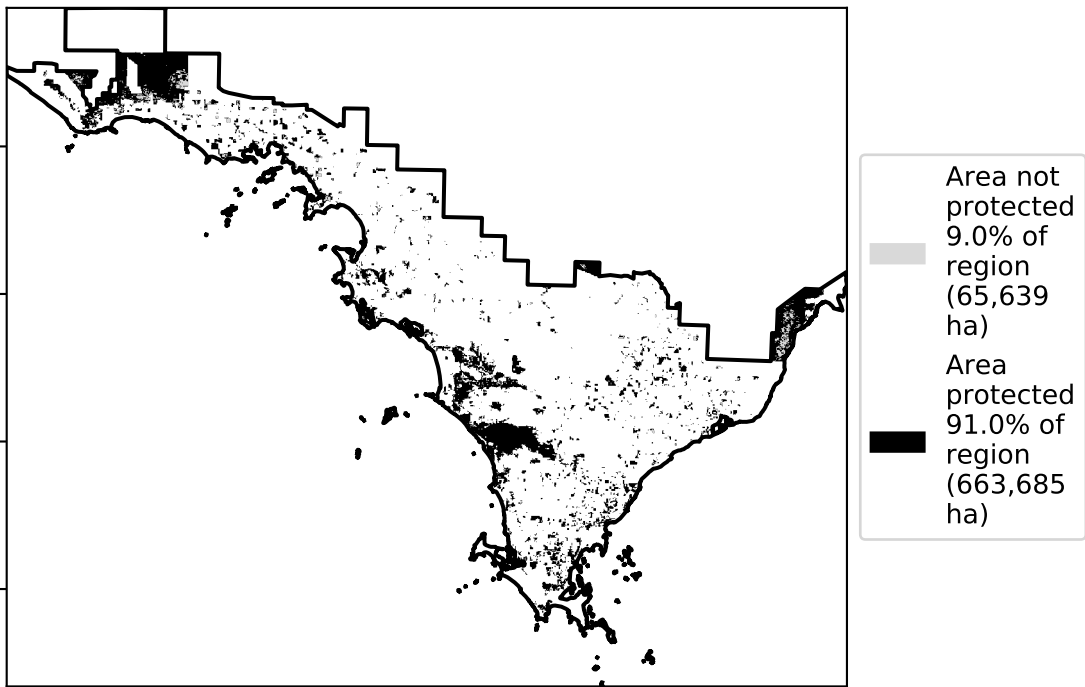 Area not
protected
9.0% of
region
(65,639
ha)
Area
protected
91.0% of
region
(663,685
ha)